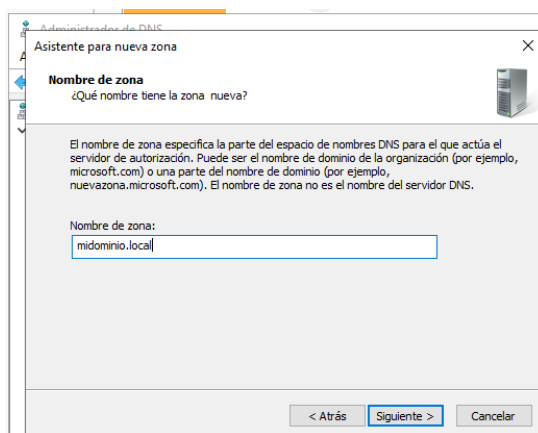 Administrador de DNS
Asistente para nueva zona
A
Nombre de zona
¿Qué nombre tiene la zona nueva?
El nombre de zona especifica la parte del espacio de nombres DNS para el que actúa el
servidor de autorización. Puede ser el nombre de dominio de la organización (por ejemplo,
microsoft.com) o una parte del nombre de dominio (por ejemplo,
nuevazona.microsoft.com). El nombre de zona no es el nombre del servidor DNS.
Nombre de zona:
midominio.local
< Atrás Siguiente > Cancelar